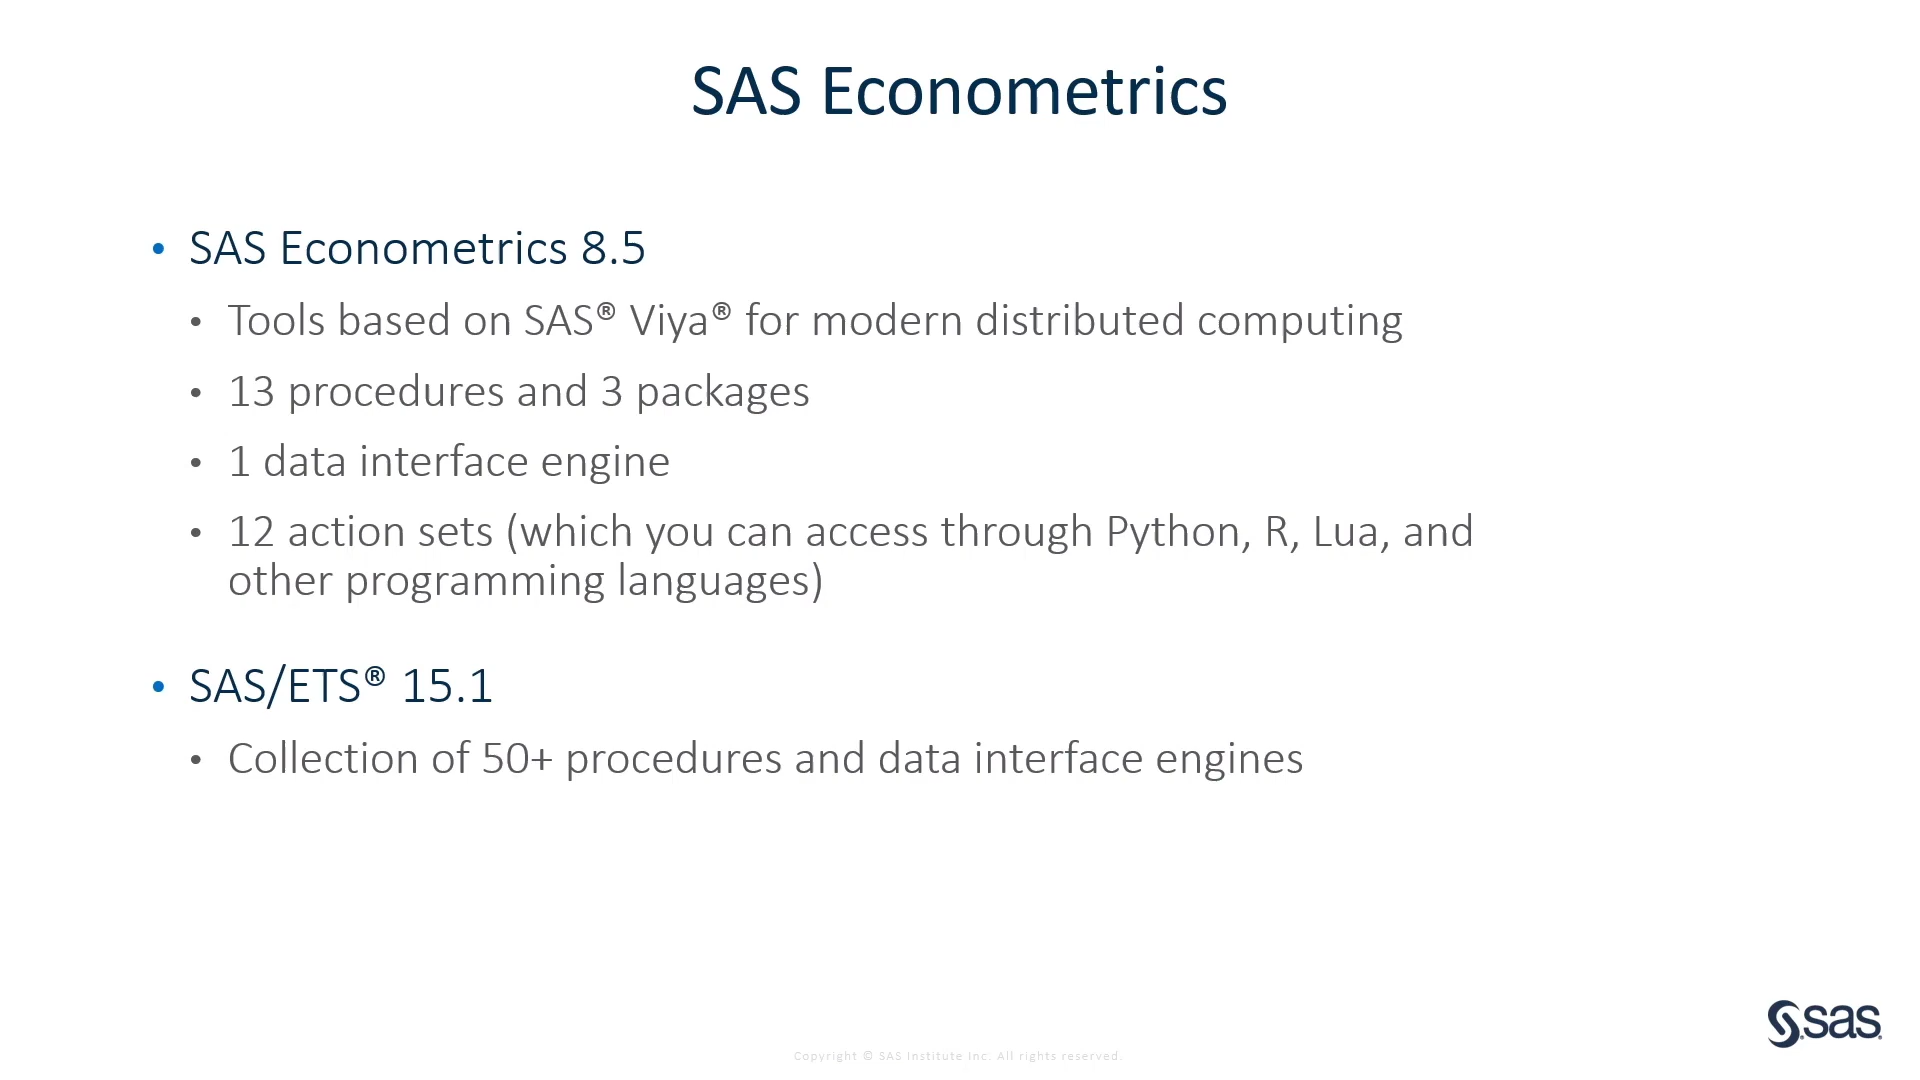 SAS Econometrics
• SAS Econometrics 8.5
• Tools based on SAS® Viya® for modern distributed computing
• 13 procedures and 3 packages
• 1 data interface engine
• 12 action sets (which you can access through Python, R, Lua, and
other programming languages)
• SAS/ETS® 15.1
• Collection of 50+ procedures and data interface engines
sas
Copyright © SAS Institute Inc. All rights reserved.